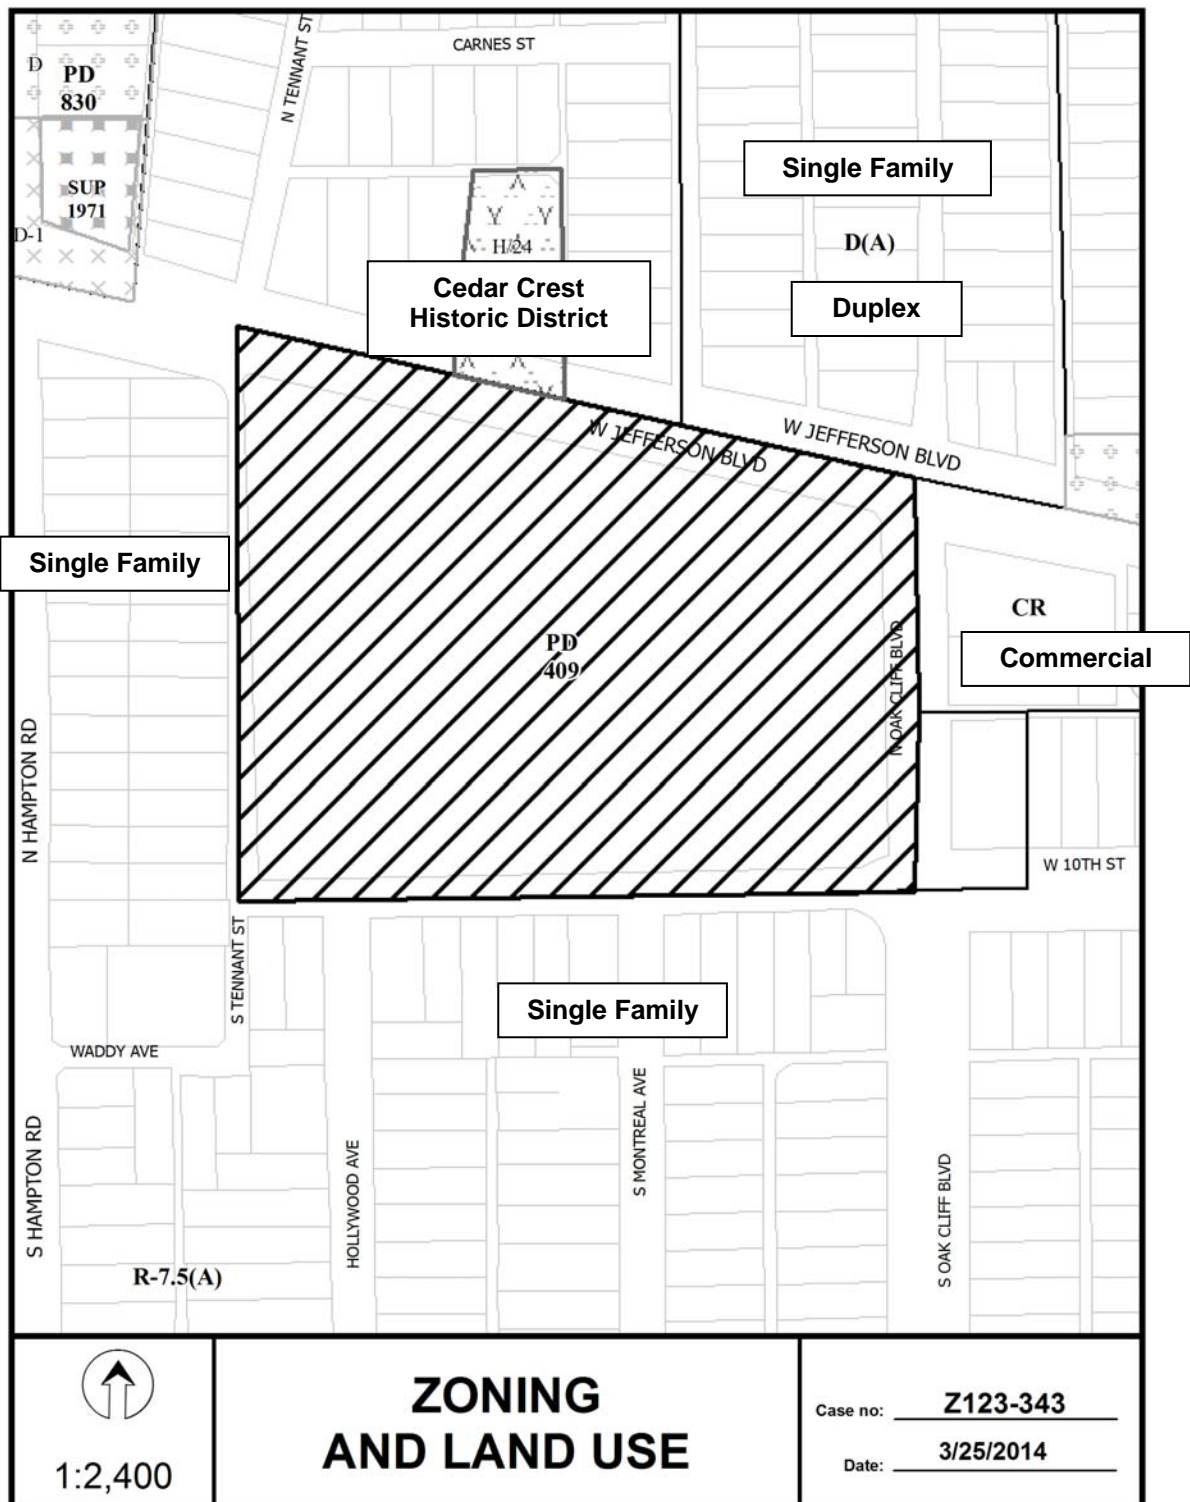 CARNES ST
N TENNANT ST
D
PD
830
SUP
1971
D-1
Single Family
D(A)
H/24
Cedar Crest
Historic District
Duplex
W JEFFERSON BLVD
W JEFFERSON BLVD
Single Family
CR
Commercial
PD
409
N OAK CLIFF BLVD
N HAMPTON RD
W 10TH ST
S TENNANT ST
Single Family
WADDY AVE
S HAMPTON RD
HOLLYWOOD AVE
S MONTREAL AVE
S OAK CLIFF BLVD
R-7.5(A)
1:2,400
ZONING
AND LAND USE
Case no: Z123-343
Date: 3/25/2014